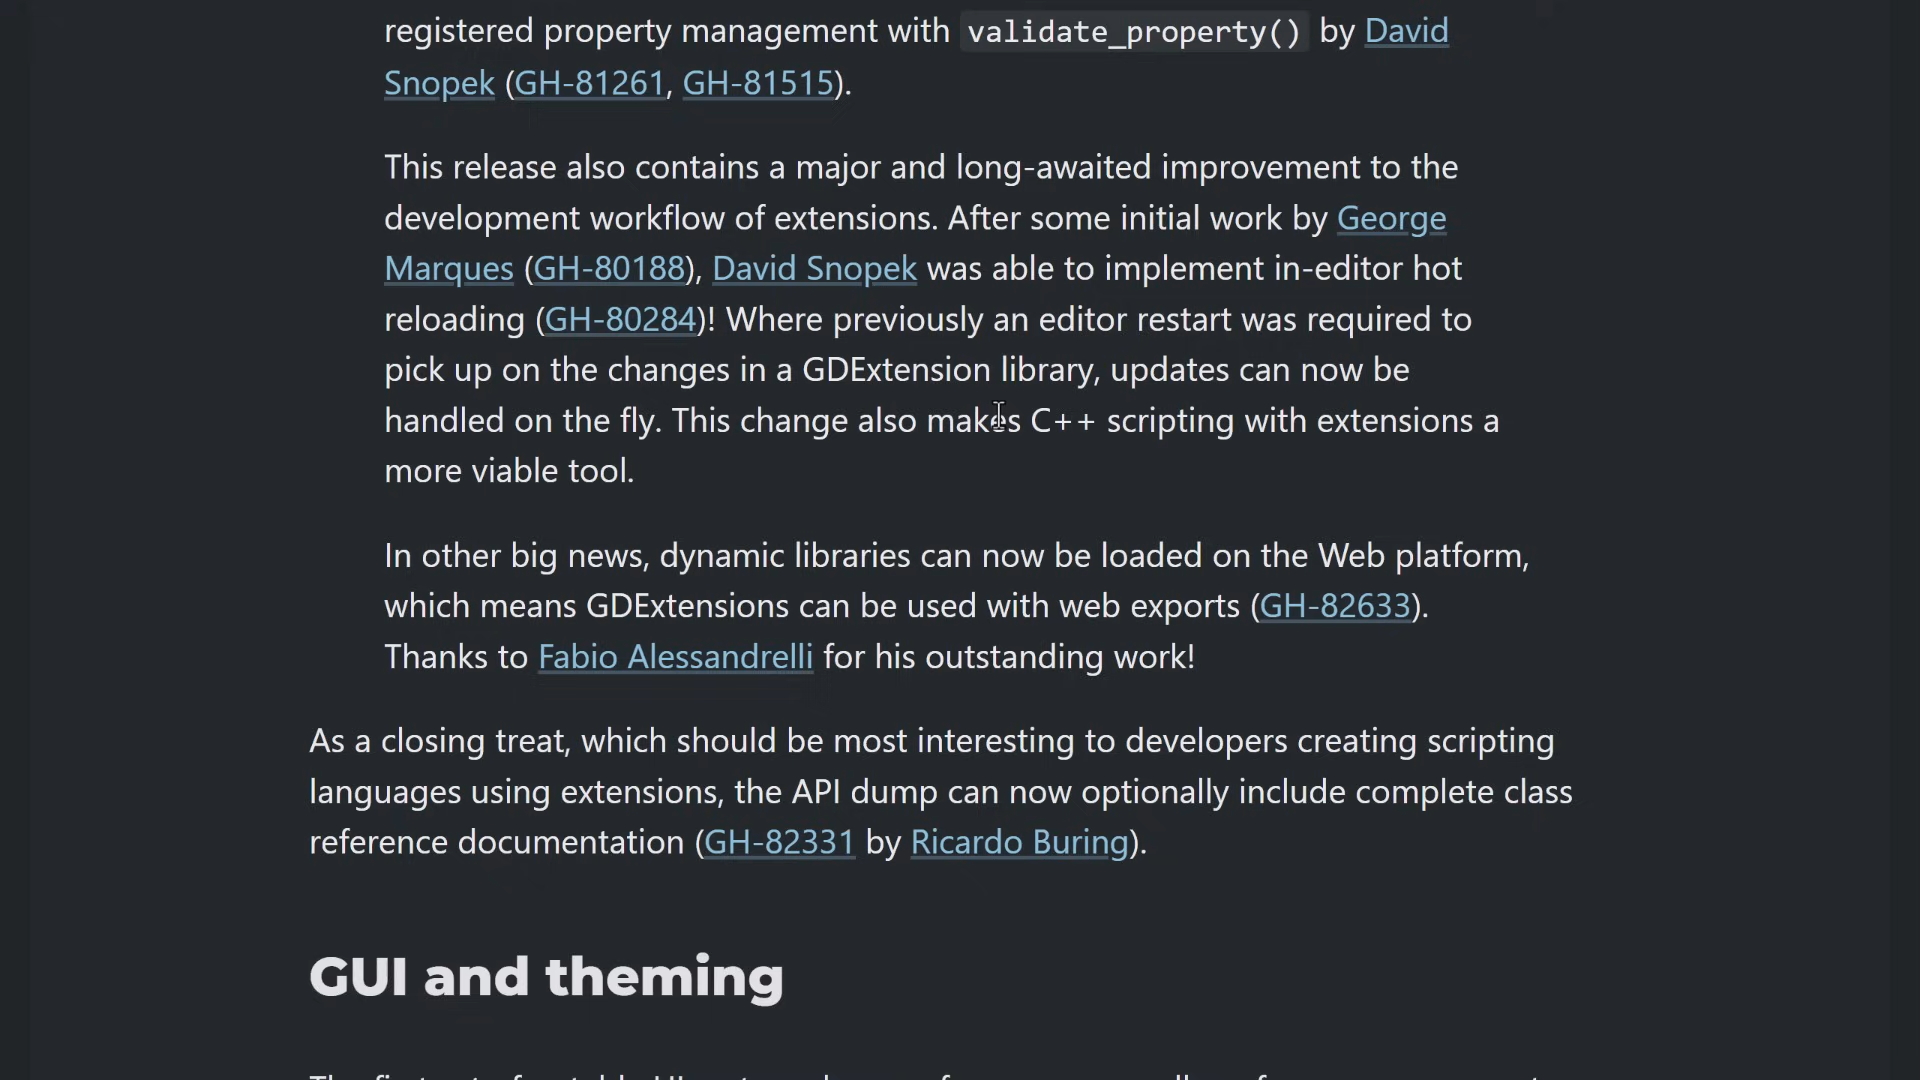 registered property management with validate_property() by David
Snopek (GH-81261, GH-81515).
This release also contains a major and long-awaited improvement to the
development workflow of extensions. After some initial work by George
Marques (GH-80188), David Snopek was able to implement in-editor hot
reloading (GH-80284)! Where previously an editor restart was required to
pick up on the changes in a GDExtension library, updates can now be
handled on the fly. This change also makes C++ scripting with extensions a
more viable tool.
In other big news, dynamic libraries can now be loaded on the Web platform,
which means GDExtensions can be used with web exports (GH-82633).
Thanks to Fabio Alessandrelli for his outstanding work!
As a closing treat, which should be most interesting to developers creating scripting
languages using extensions, the API dump can now optionally include complete class
reference documentation (GH-82331 by Ricardo Buring).
GUI and theming